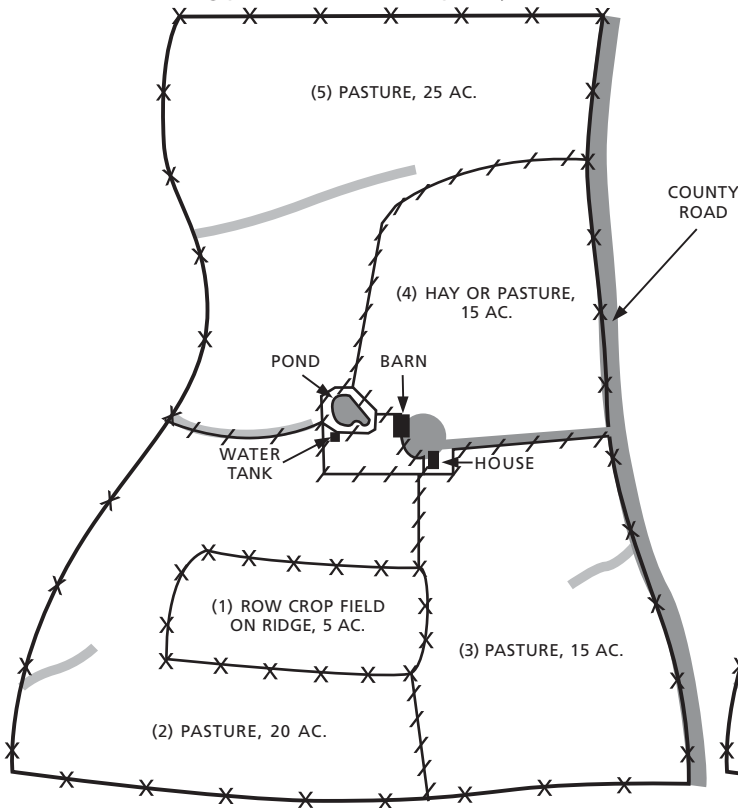 (5) PASTURE, 25 AC.
COUNTY
ROAD
(4) HAY OR PASTURE,
15 AC.
POND
BARN
WATER
TANK
HOUSE
(1) ROW CROP FIELD
ON RIDGE, 5 AC.
(3) PASTURE, 15 AC.
(2) PASTURE, 20 AC.